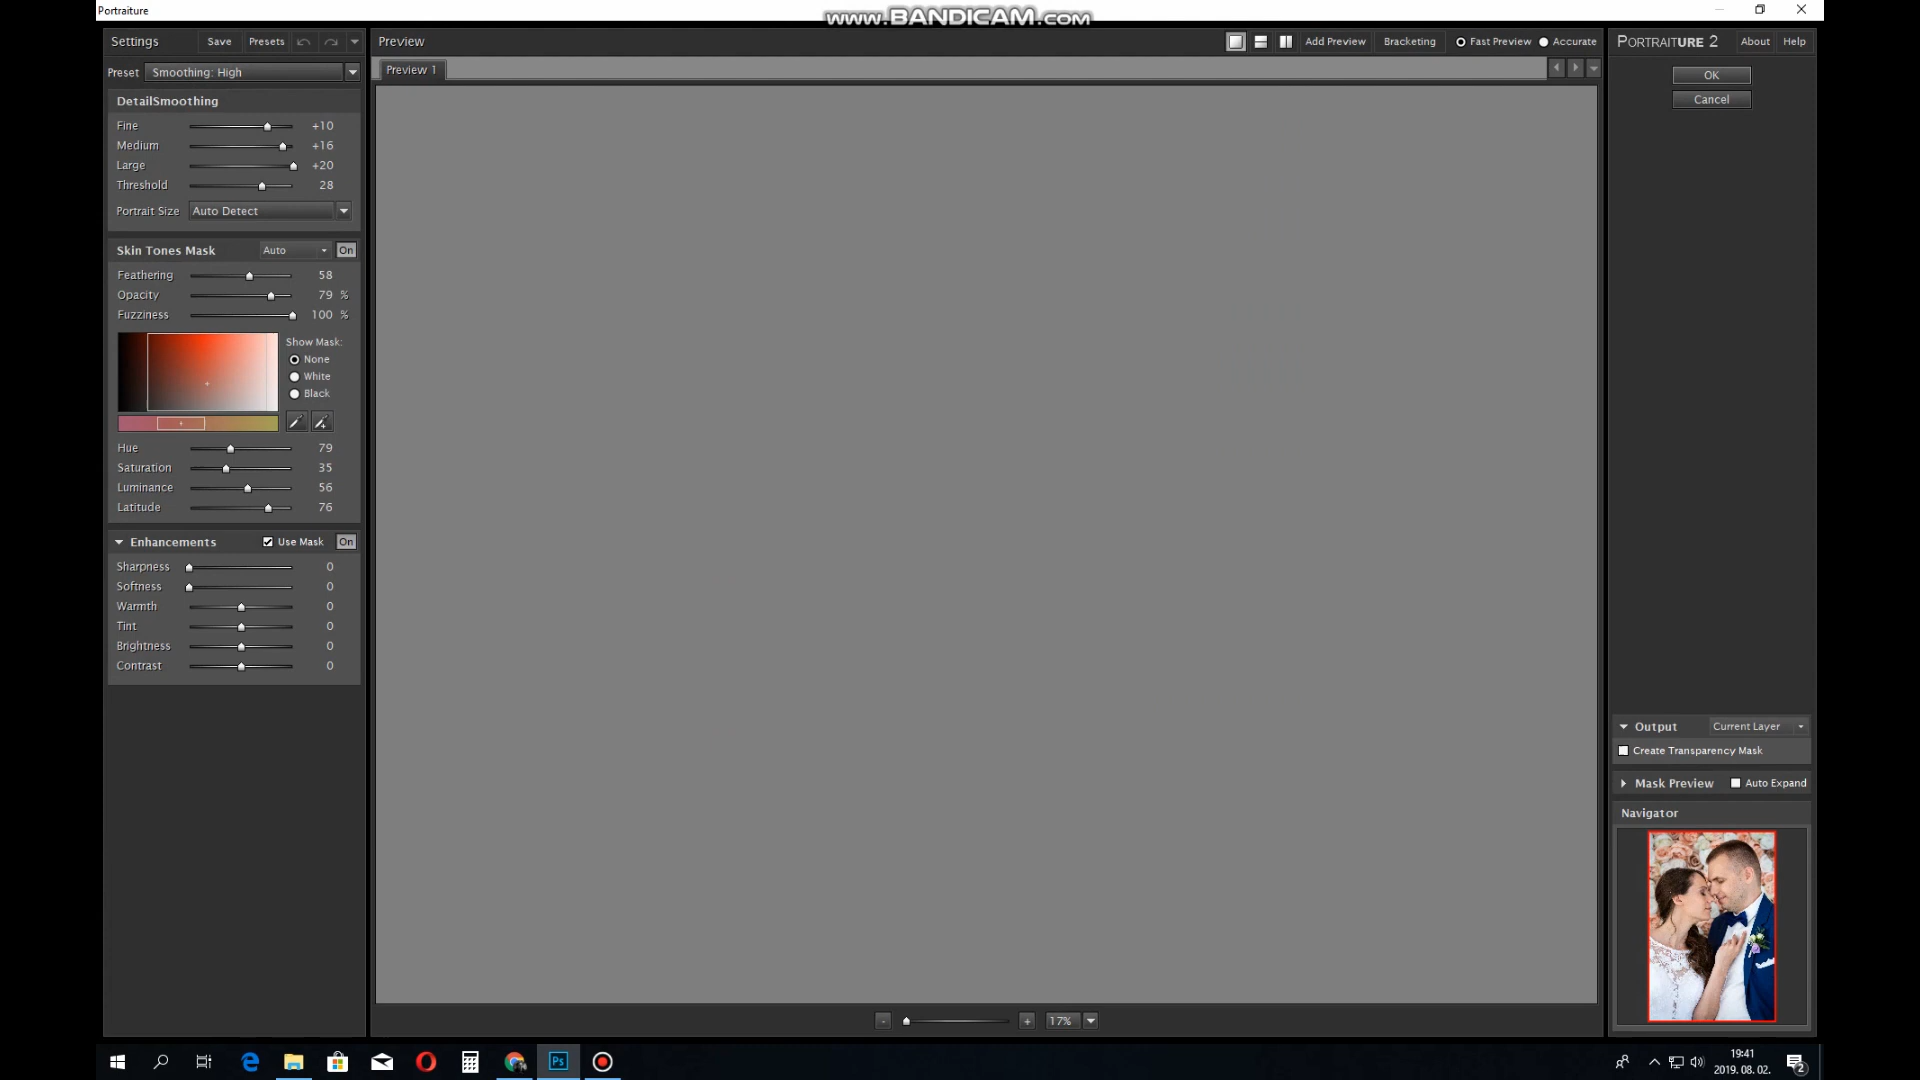 Portraiture
www.BANDICAM.com
Settings Save Presets
Preset Smoothing: High
DetailSmoothing
Fine +10
Medium +16
Large +20
Threshold 28
Portrait Size Auto Detect
Skin Tones Mask Auto On
Feathering 58
Opacity 79 %
Fuzziness 100 %
Show Mask:
None
White
Black
Hue 79
Saturation 35
Luminance 56
Latitude 76
Enhancements Use Mask On
Sharpness 0
Softness 0
Warmth 0
Tint 0
Brightness 0
Contrast 0
Preview Add Preview Bracketing Fast Preview Accurate
Preview 1
- + 17%
PORTRAITURE 2 About Help
OK
Cancel
Output Current Layer
Create Transparency Mask
Mask Preview Auto Expand
Navigator
Ps
19:41
2019. 08. 02.
2